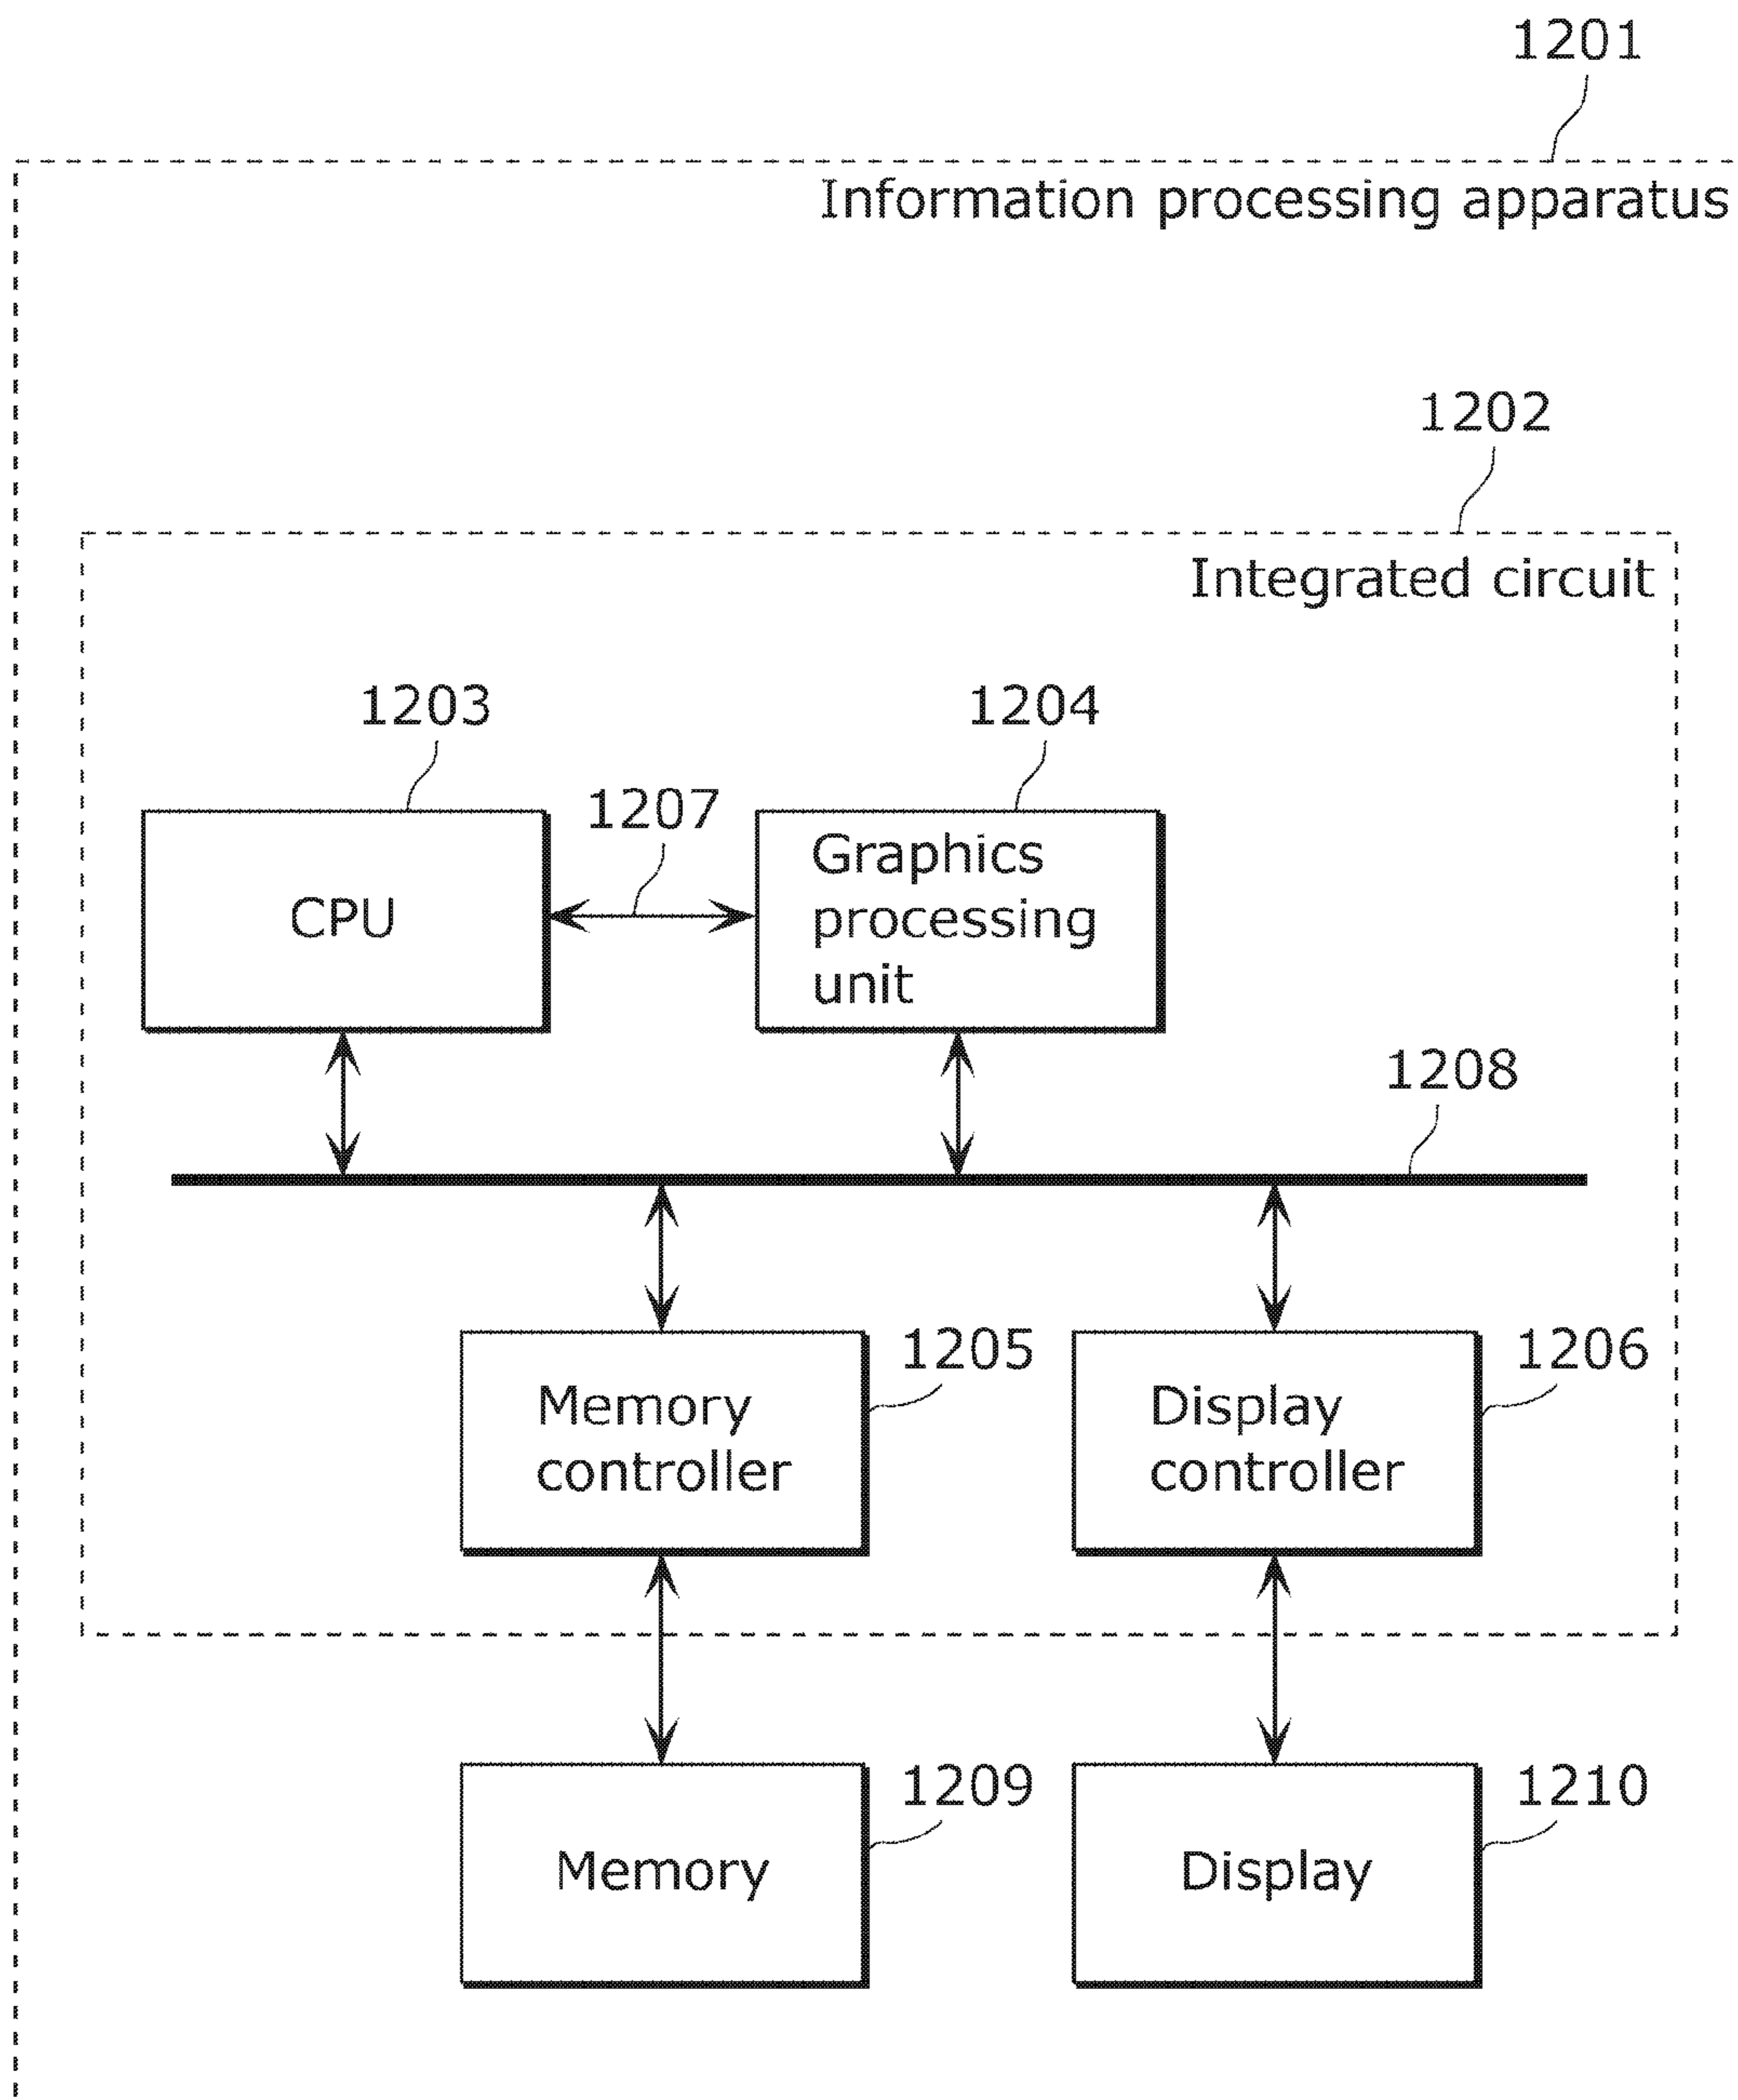 1201
Information processing apparatus
1202
Integrated circuit
1203
1204
1207
CPU
Graphics
processing
unit
1208
1205
Memory
controller
1206
Display
controller
1209
Memory
1210
Display